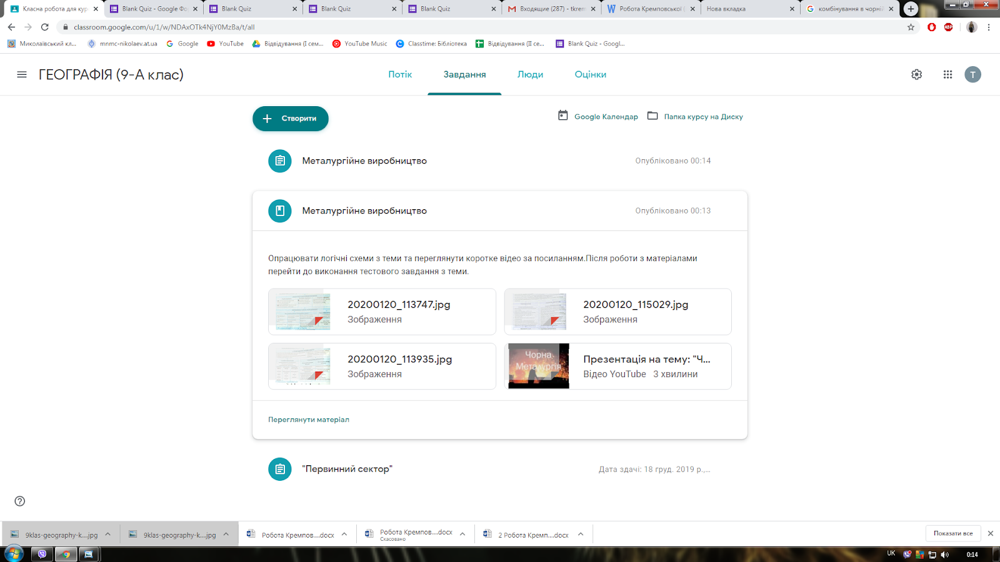 Класна робота для кур
Blank Quiz - Google Фо
Blank Quiz
Blank Quiz
Blank Quiz
Входящие (287) - tkrem
Робота Кремповської (
Нова вкладка
комбінування в чорній
classroom.google.com/u/1/w/NDAxOTk4NjY0MzBa/t/all
ABP
Миколаївський кл...
mnmc-nikolaev.at.ua
Google
YouTube
Відвідування (І сем...
YouTube Music
Classtime: Бібліотека
Відвідування (ІІ се...
Blank Quiz - Googl...
ГЕОГРАФІЯ (9-А клас)
Потік
Завдання
Люди
Оцінки
T
Створити
Google Календар
Папка курсу на Диску
Металургійне виробництво
Опубліковано 00:14
Металургійне виробництво
Опубліковано 00:13
Опрацювати логічні схеми з теми та переглянути коротке відео за посиланням.Після роботи з матеріалами
перейти до виконання тестового завдання з теми.
20200120_113747.jpg
Зображення
20200120_115029.jpg
Зображення
20200120_113935.jpg
Зображення
Чорна
Металургія
Презентація на тему: "Ч...
Відео YouTube 3 хвилини
Переглянути матеріал
"Первинний сектор"
Дата здачі: 18 груд. 2019 р.,...
9klas-geography-k....jpg
9klas-geography-k....jpg
Робота Кремпов....docx
Робота Кремпов....docx
Скасовано
2 Робота Кремп....docx
Показати все
UK
0:14